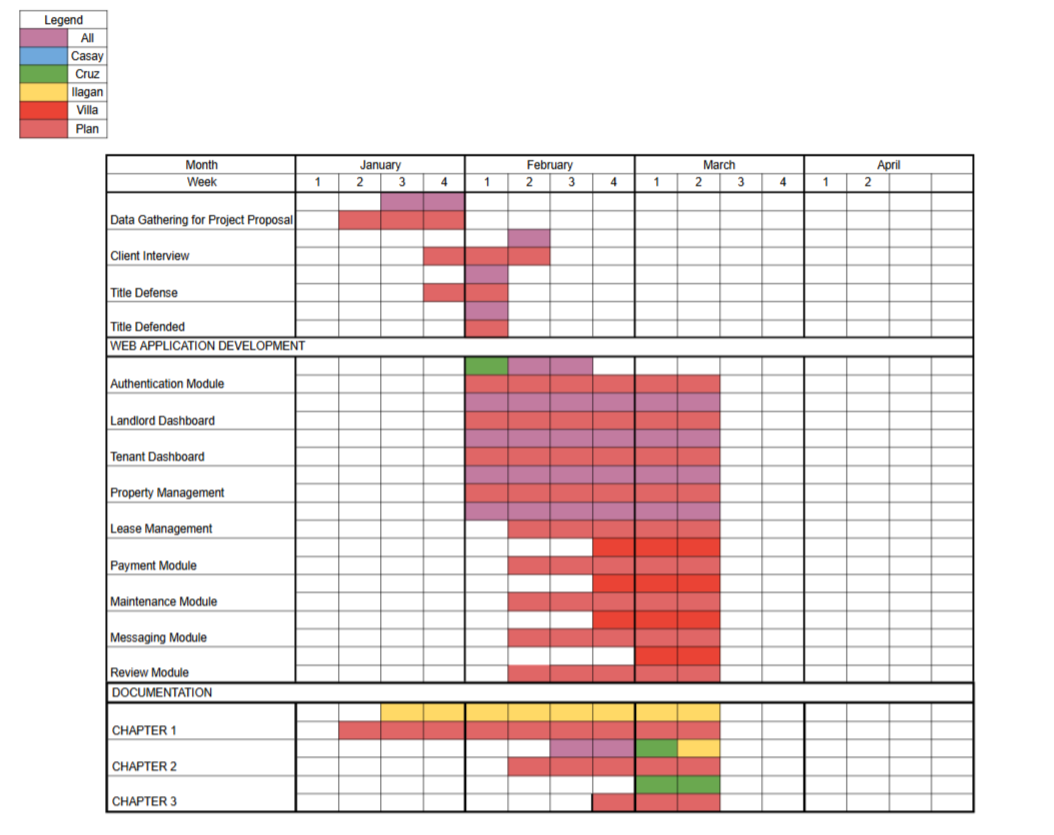 Legend
All
Casay
Cruz
Ilagan
Villa
Plan
Month January February March April
Week 1 2 3 4 1 2 3 4 1 2 3 4 1 2
Data Gathering for Project Proposal
Client Interview
Title Defense
Title Defended
WEB APPLICATION DEVELOPMENT
Authentication Module
Landlord Dashboard
Tenant Dashboard
Property Management
Lease Management
Payment Module
Maintenance Module
Messaging Module
Review Module
DOCUMENTATION
CHAPTER 1
CHAPTER 2
CHAPTER 3